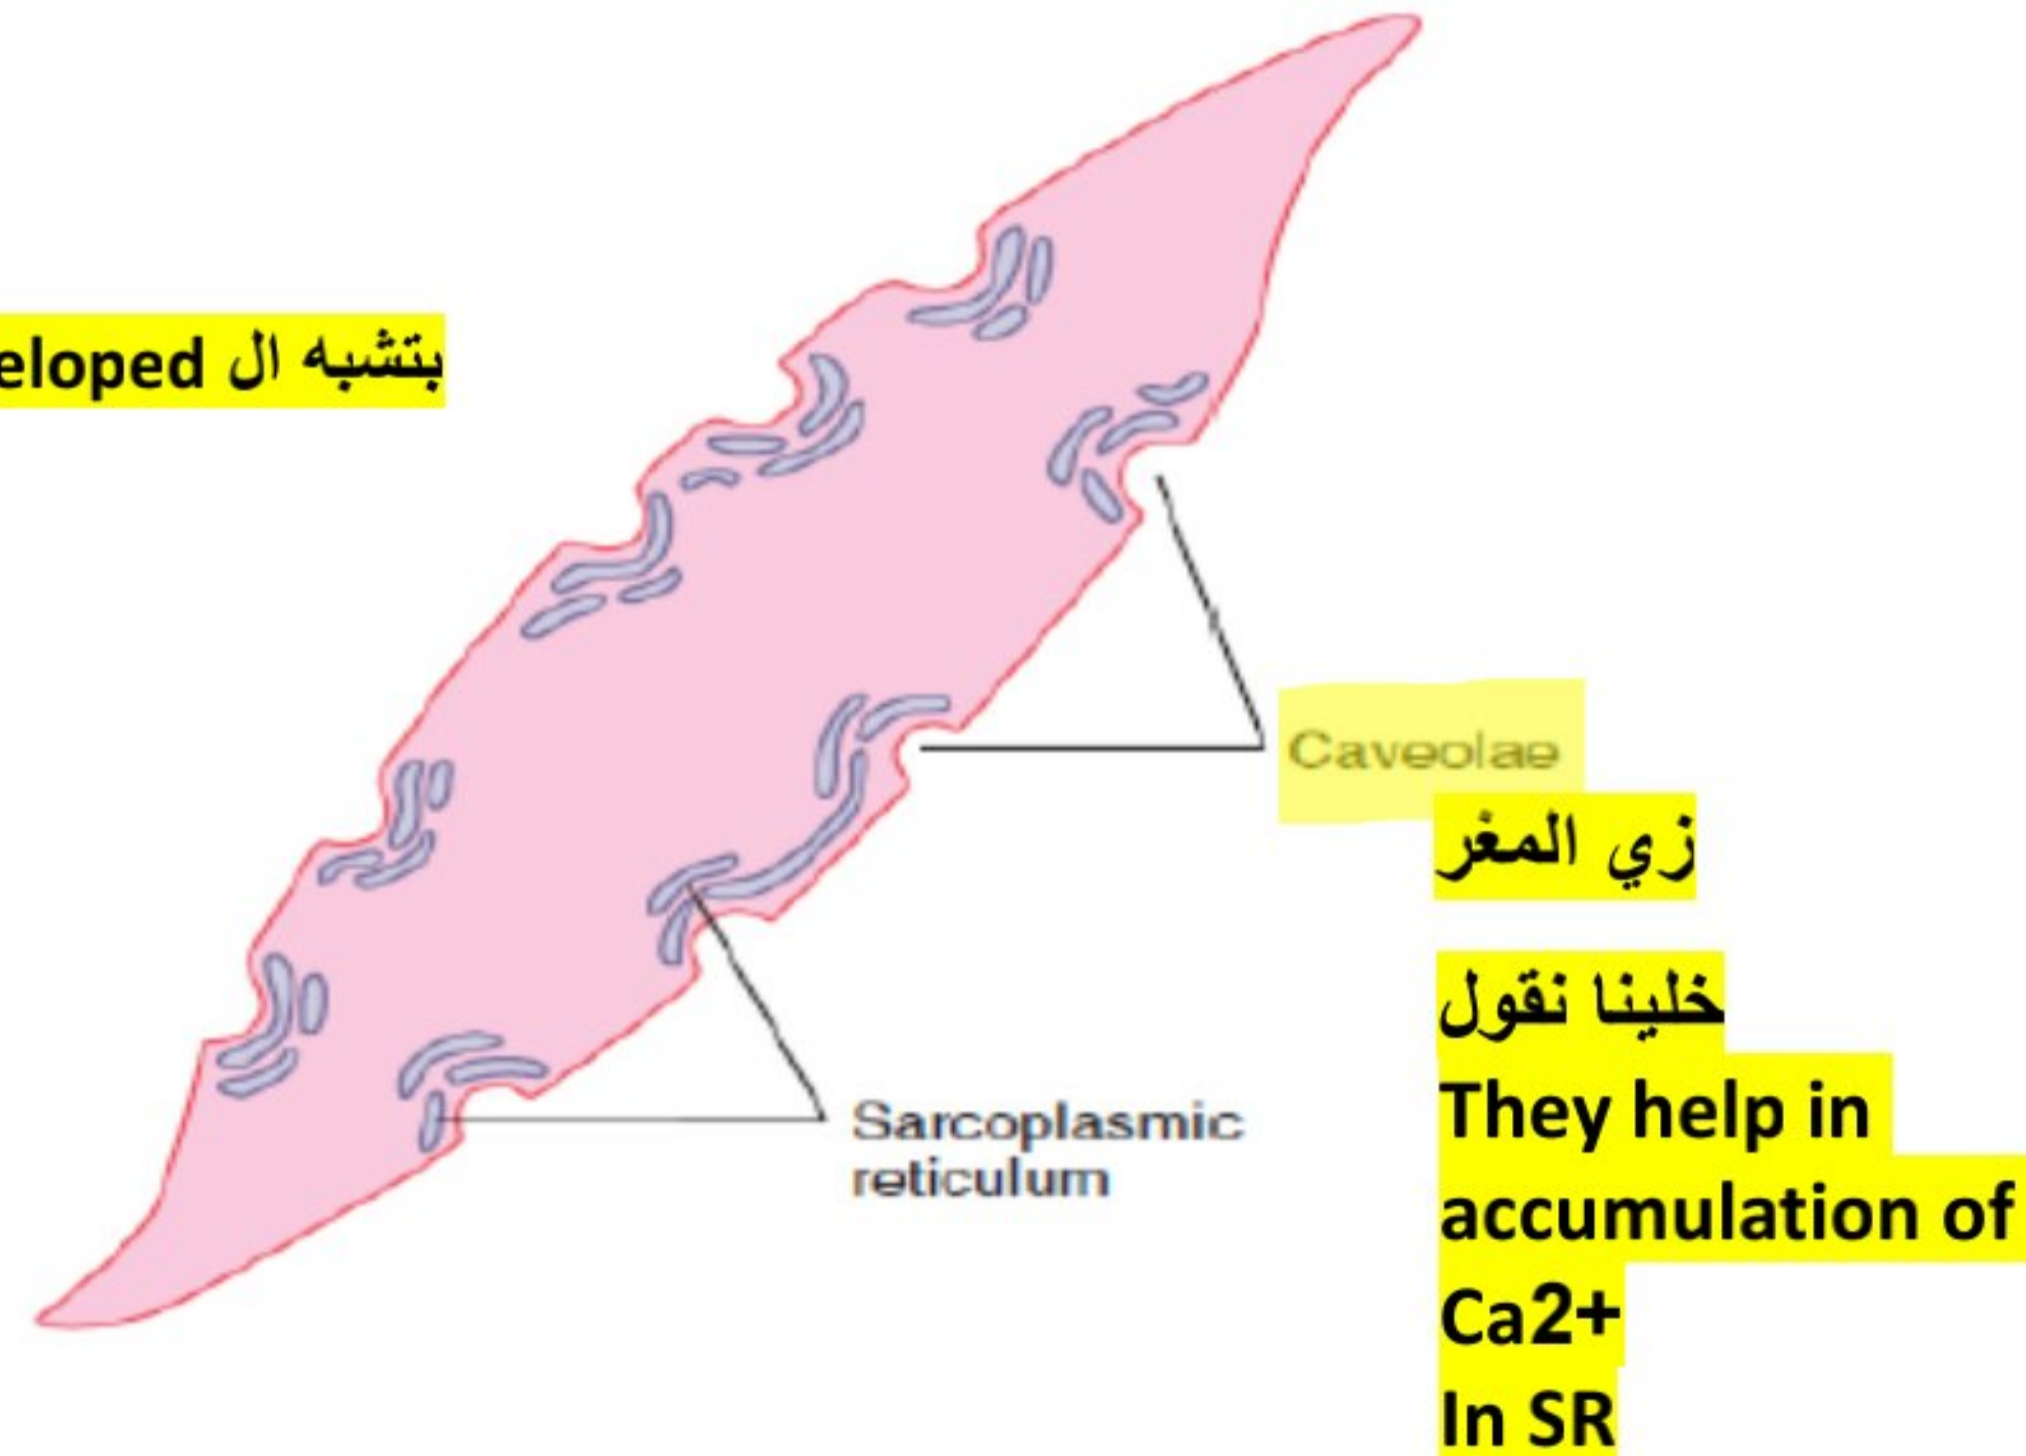 eloped بتشبه ال
Caveolae
زي المغر
خلينا نقول
They help in
accumulation of
Ca2+
In SR
Sarcoplasmic
reticulum